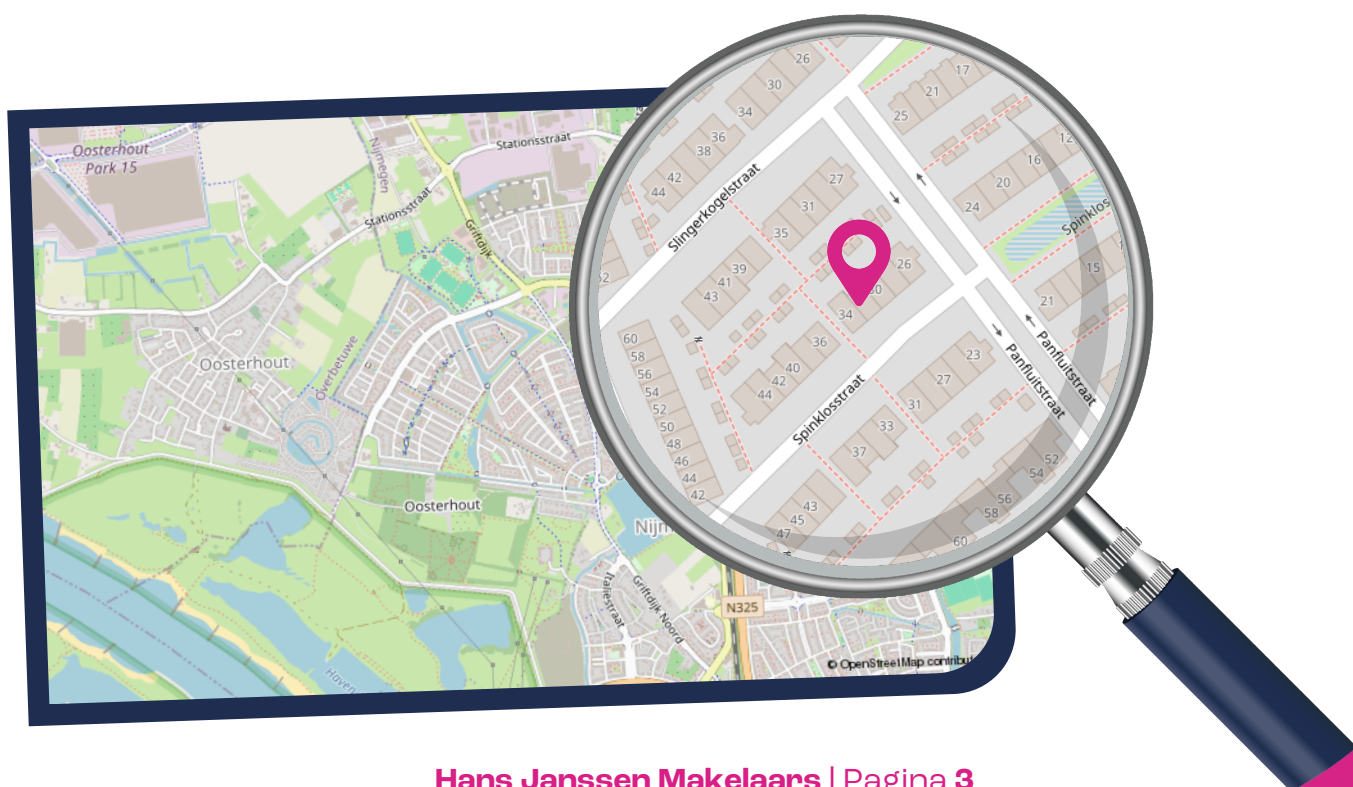 Oosterhout
Park 15
Nijmegen
Stationsstraat
Stationsstraat
Griftdijk
Oosterhout
Overbetuwe
Oosterhout
Italiëstraat
Griftdijk Noord
N325
Haven
© OpenStreetMap
26
30
34
36
38
42
44
Slingerkogelstraat
17
21
25
12
16
20
24
27
31
35
39
41
43
26
34
15
21
36
40
42
44
23
27
31
33
37
43
45
47
60
58
56
54
52
50
48
46
44
42
Spinklosstraat
Panfluitstraat
Panfluitstraat
52
54
56
58
60
Hans Janssen Makelaars | Pagina 3